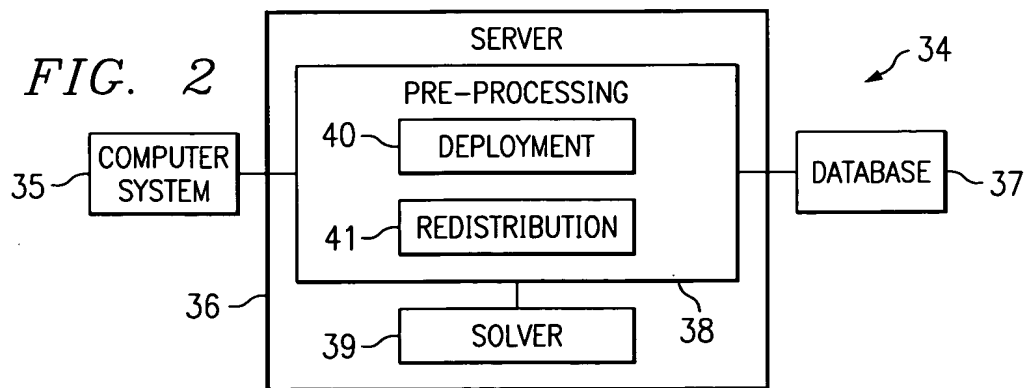 FIG. 2
SERVER
34
PRE-PROCESSING
40
DEPLOYMENT
COMPUTER
SYSTEM
35
DATABASE
37
41
REDISTRIBUTION
36
38
39
SOLVER